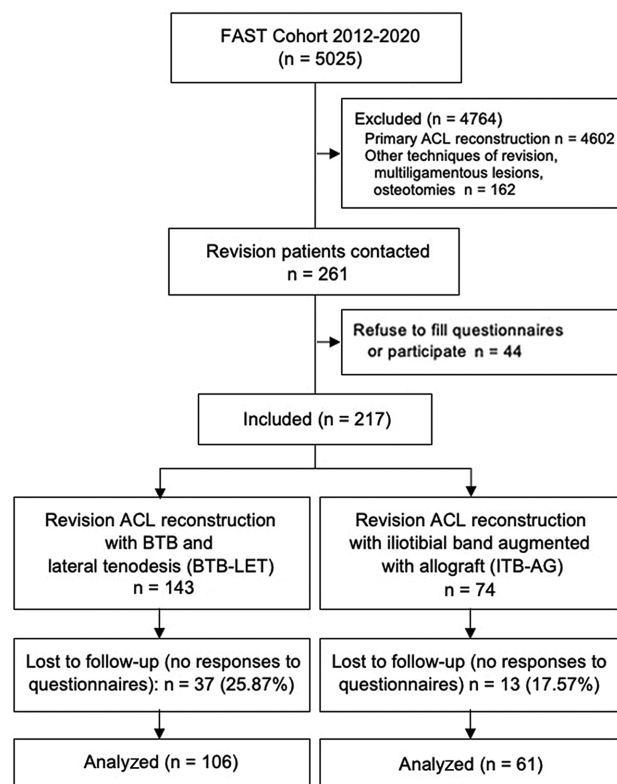 FAST Cohort 2012-2020
(n = 5025)
Excluded (n = 4764)
Primary ACL reconstruction n = 4602
Other techniques of revision,
multiligamentous lesions,
osteotomies n = 162
Revision patients contacted
n = 261
Refuse to fill questionnaires
or participate n = 44
Included (n = 217)
Revision ACL reconstruction
with BTB and
lateral tenodesis (BTB-LET)
n = 143
Revision ACL reconstruction
with iliotibial band augmented
with allograft (ITB-AG)
n = 74
Lost to follow-up (no responses to
questionnaires): n = 37 (25.87%)
Lost to follow-up (no responses to
questionnaires) n = 13 (17.57%)
Analyzed (n = 106)
Analyzed (n = 61)